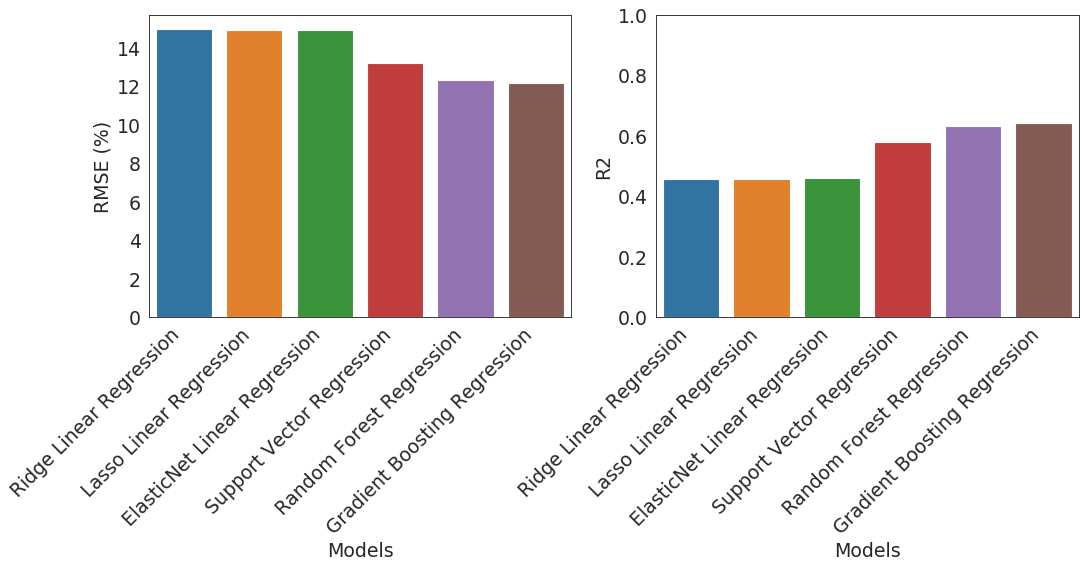 RMSE (%)
14
12
10
8
6
4
2
0
Ridge Linear Regression
Lasso Linear Regression
ElasticNet Linear Regression
Support Vector Regression
Random Forest Regression
Gradient Boosting Regression
Models
R2
1.0
0.8
0.6
0.4
0.2
0.0
Ridge Linear Regression
Lasso Linear Regression
ElasticNet Linear Regression
Support Vector Regression
Random Forest Regression
Gradient Boosting Regression
Models